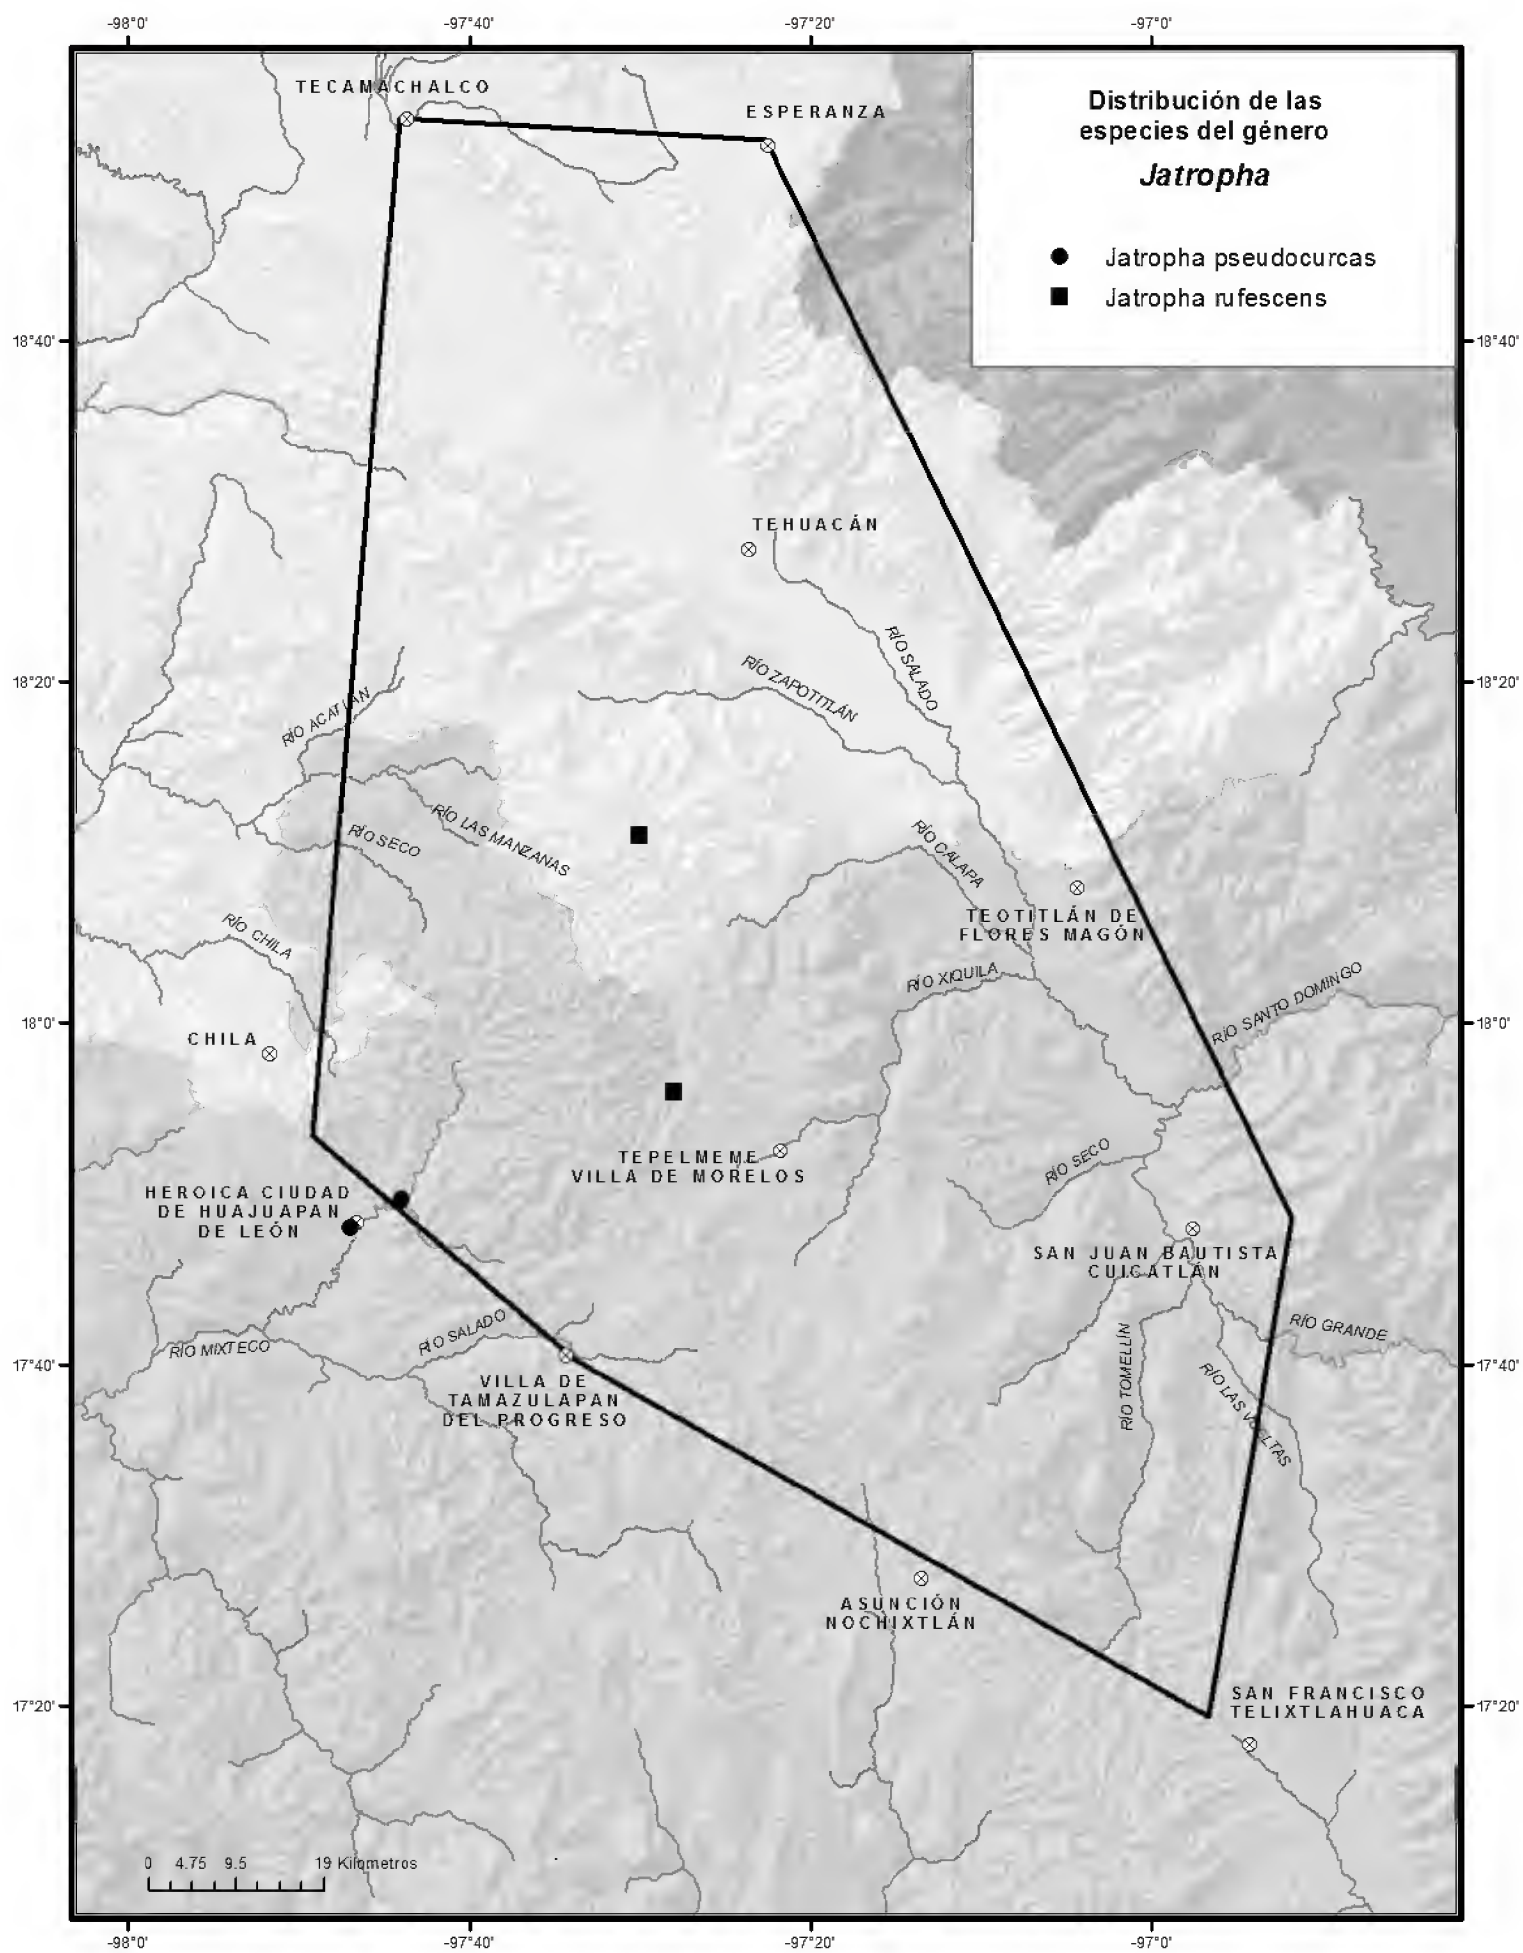 -98°0'
-97°40'
-97°20'
-97°0'
TECAMACHALCO
ESPERANZA
Distribución de las
especies del género
Jatropha
Jatropha pseudocurcas
Jatropha rufescens
18°40'
18°40'
TEHUACÁN
RÍO SALADO
RÍO ZAPOTITLÁN
18°20'
18°20'
RÍO ACATLÁN
RÍO LAS MANZANAS
RÍO SECO
RÍO CALAPA
TEOTITLÁN DE
FLORES MAGÓN
RÍO CHILA
RÍO XIQUILA
RÍO SANTO DOMINGO
18°0'
18°0'
CHILA
TEPELMEME
VILLA DE MORELOS
RÍO SECO
HEROICA CIUDAD
DE HUAJUAPAN
DE LEÓN
SAN JUAN BAUTISTA
CUICATLÁN
RÍO GRANDE
RÍO SALADO
RÍO MIXTECO
17°40'
17°40'
RÍO TOMELLÍN
RÍO LAS VUELTAS
VILLA DE
TAMAZULAPAN
DEL PROGRESO
ASUNCIÓN
NOCHIXTLÁN
SAN FRANCISCO
TELIXTLAHUACA
17°20'
17°20'
0 4.75 9.5 19 Kilometros
-98°0'
-97°40'
-97°20'
-97°0'